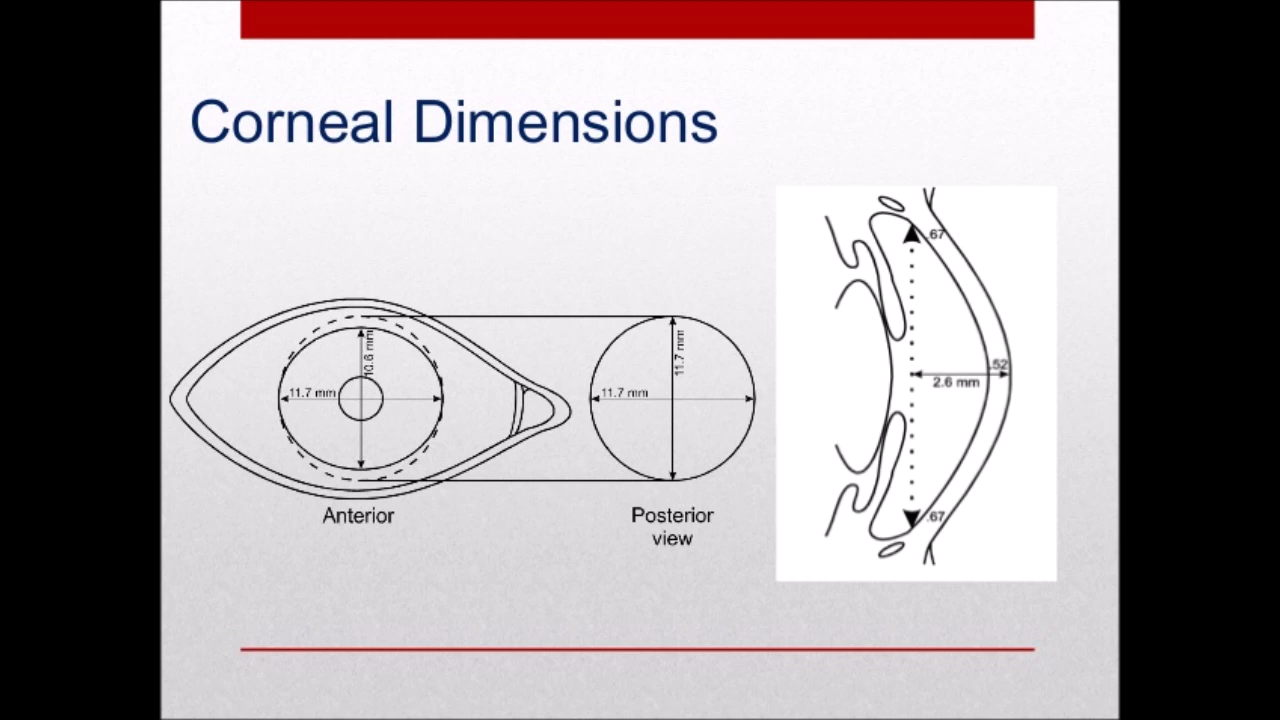 Corneal Dimensions
10.6 mm
11.7 mm
Anterior
11.7 mm
11.7 mm
Posterior
view
.67
.52
2.6 mm
.67